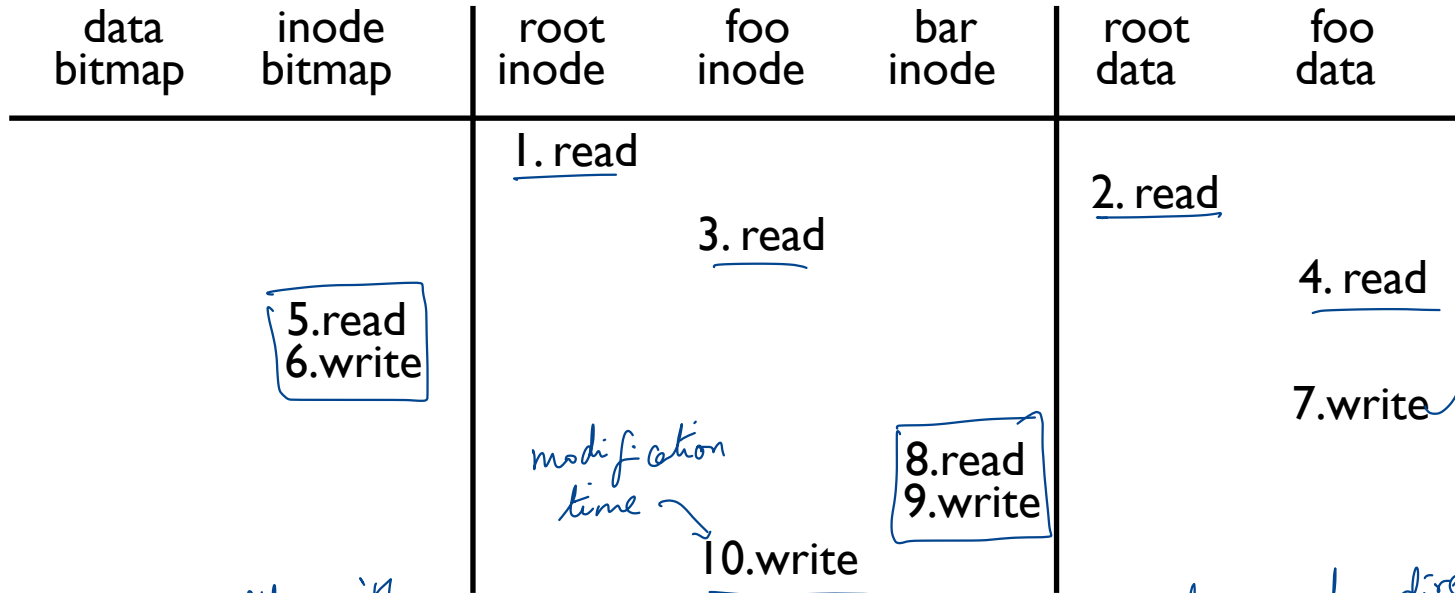 data inode root foo bar root foo
bitmap bitmap inode inode inode data data
1. read
2. read
3. read
4. read
5.read
6.write
7.write
modification
time
8.read
9.write
10.write